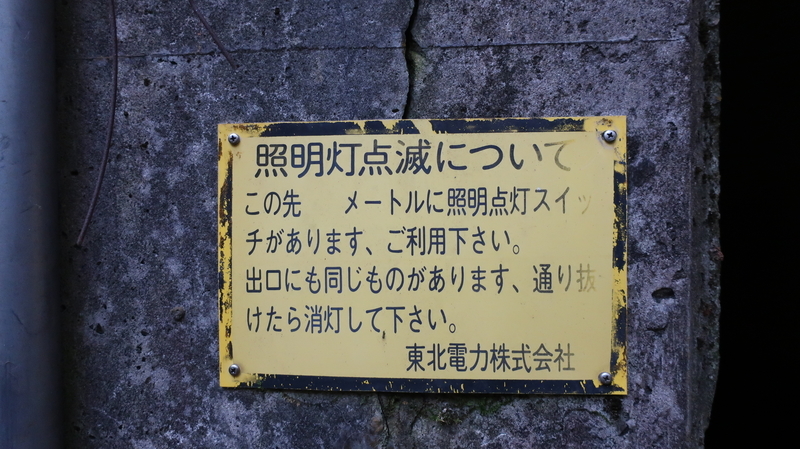 照明灯点滅について
この先　　メートルに照明点灯スイッ
チがあります、ご利用下さい。
出口にも同じものがあります、通り抜
けたら消灯して下さい。
東北電力株式会社